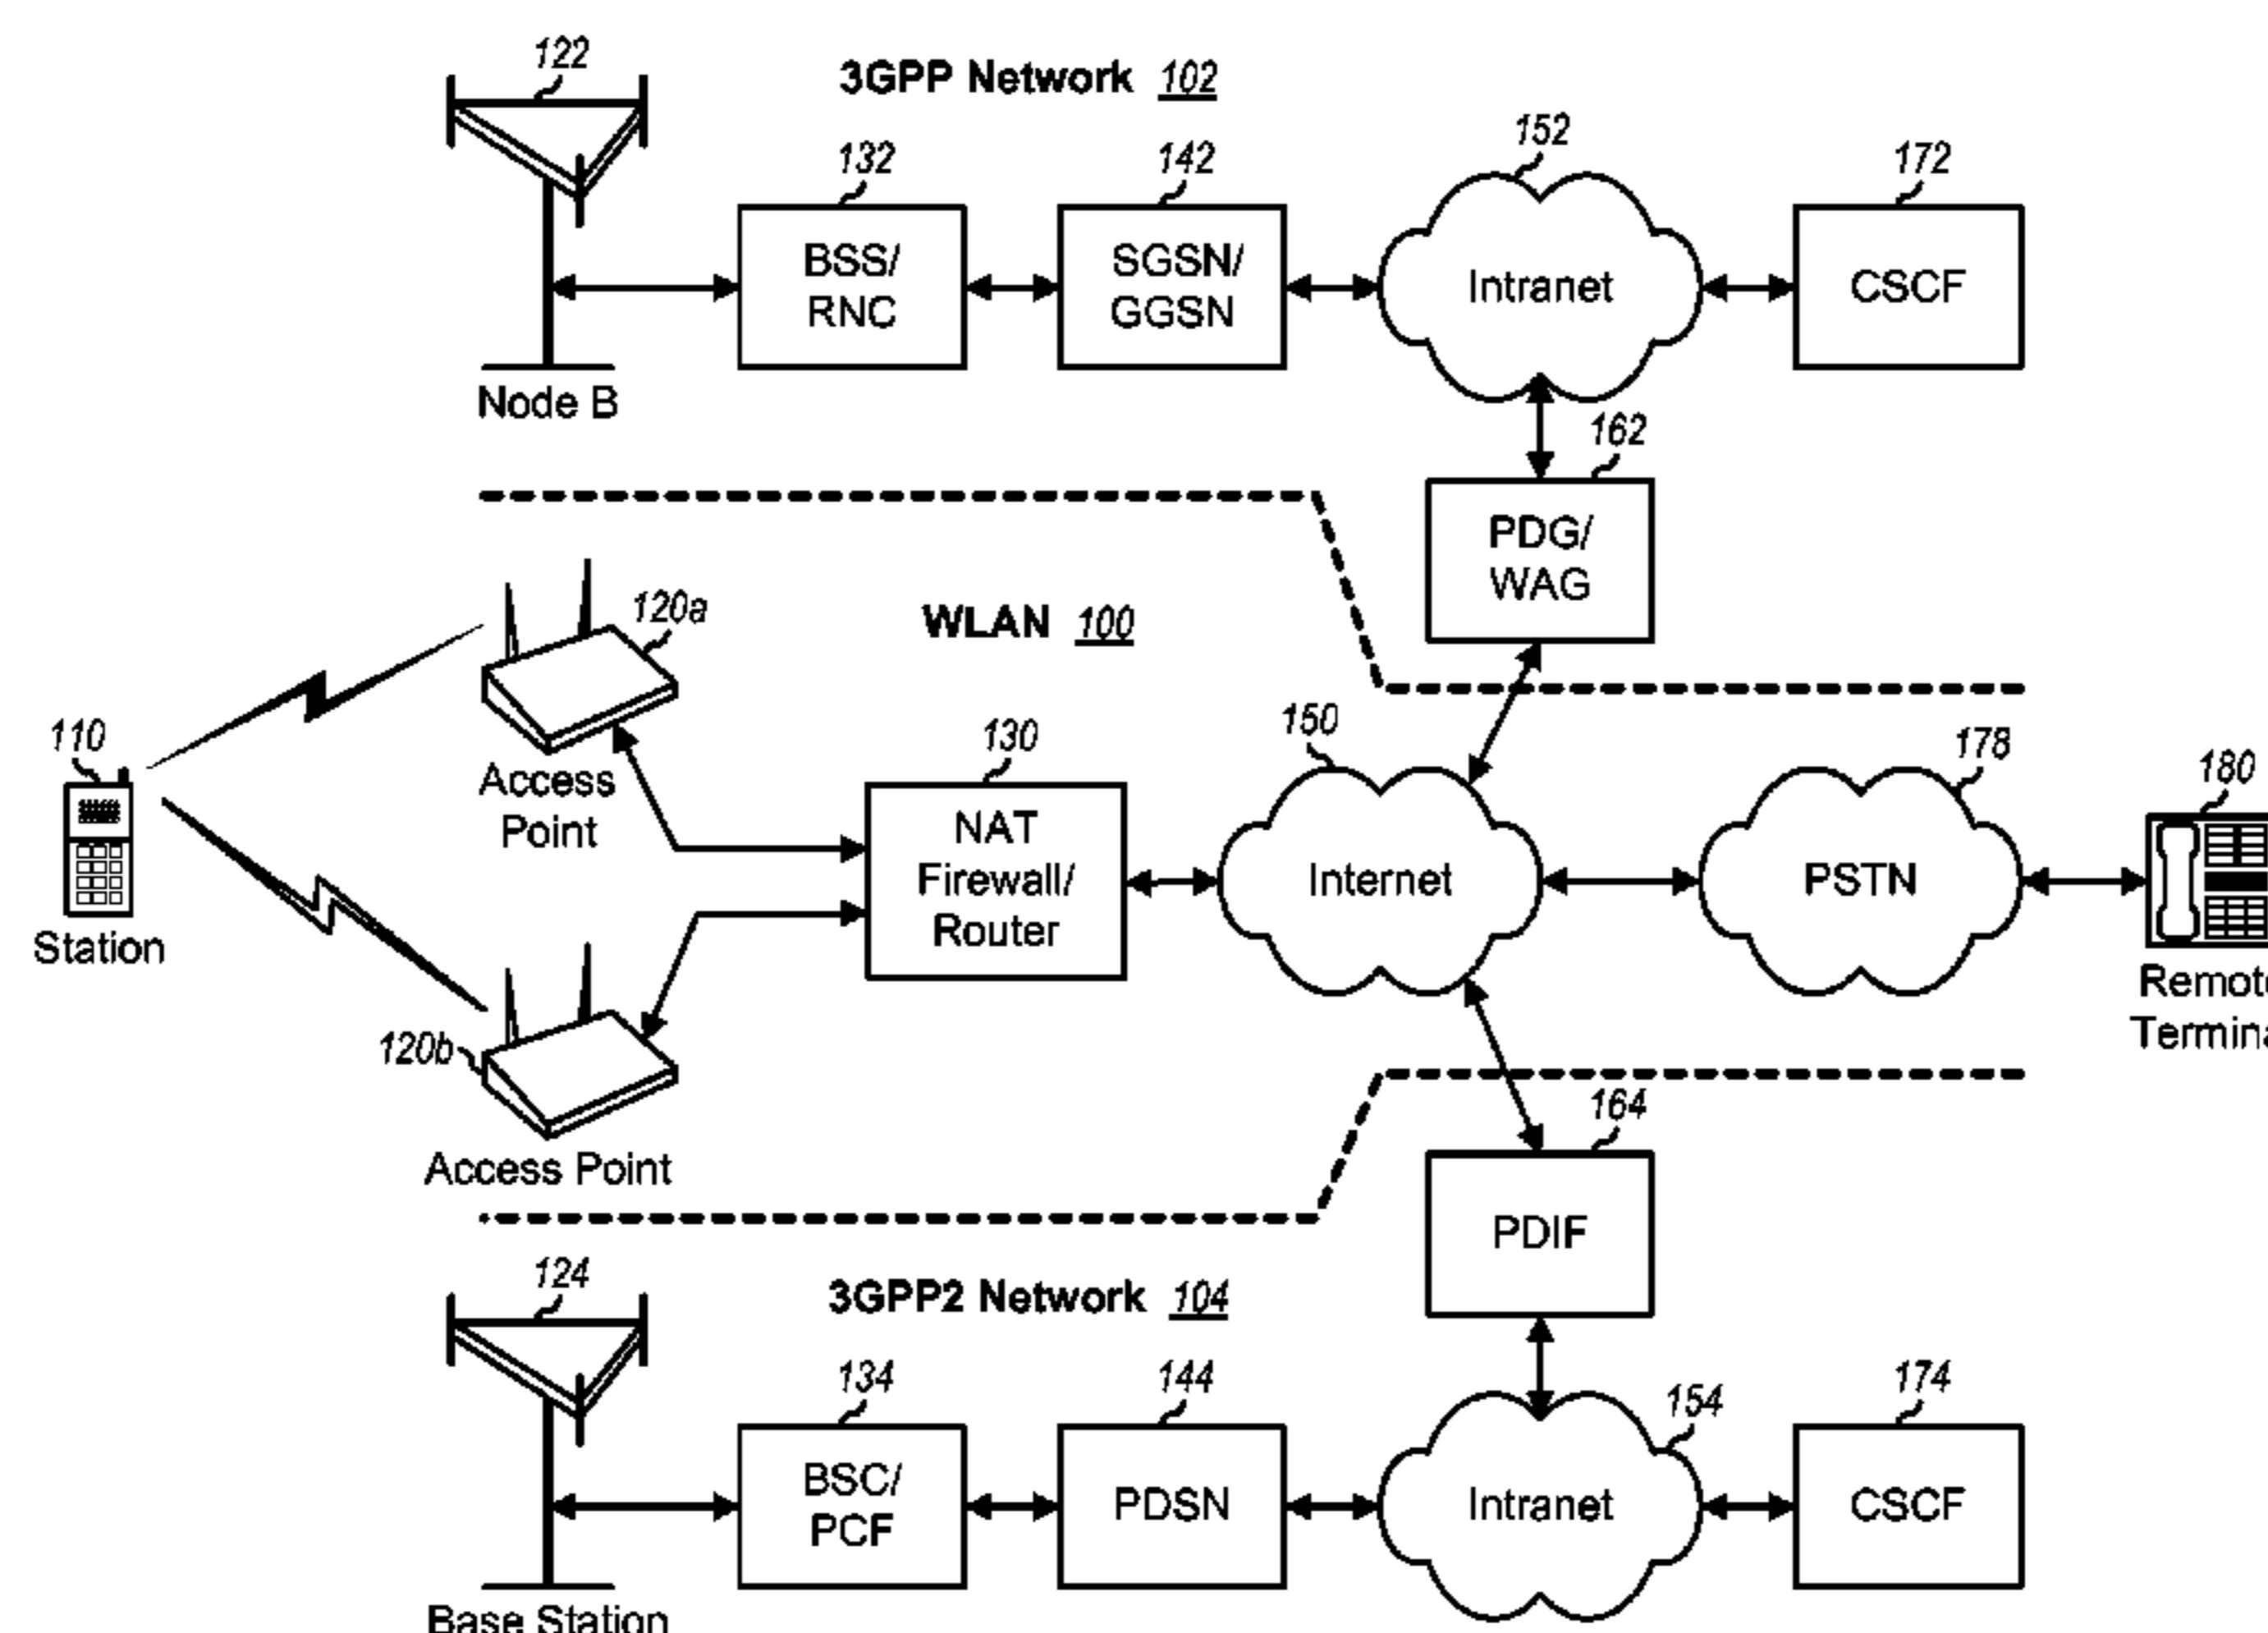 122
3GPP Network 102
132
142
152
172
BSS/
RNC
SGSN/
GGSN
Intranet
CSCF
Node B
162
PDG/
WAG
120a
WLAN 100
110
Station
Access
Point
130
NAT
Firewall/
Router
150
Internet
178
PSTN
180
Remote
Termina
120b
Access Point
164
PDIF
124
3GPP2 Network 104
134
144
154
174
BSC/
PCF
PDSN
Intranet
CSCF
Base Station